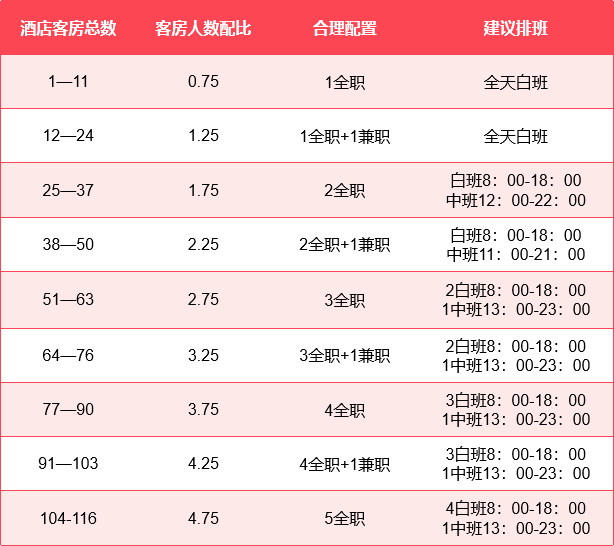 酒店客房总数 客房人数配比 合理配置 建议排班
1—11 0.75 1全职 全天白班
12—24 1.25 1全职+1兼职 全天白班
25—37 1.75 2全职 白班8：00-18：00
中班12：00-22：00
38—50 2.25 2全职+1兼职 白班8：00-18：00
中班11：00-21：00
51—63 2.75 3全职 2白班8：00-18：00
1中班13：00-23：00
64—76 3.25 3全职+1兼职 2白班8：00-18：00
1中班13：00-23：00
77—90 3.75 4全职 3白班8：00-18：00
1中班13：00-23：00
91—103 4.25 4全职+1兼职 3白班8：00-18：00
1中班13：00-23：00
104-116 4.75 5全职 4白班8：00-18：00
1中班13：00-23：00